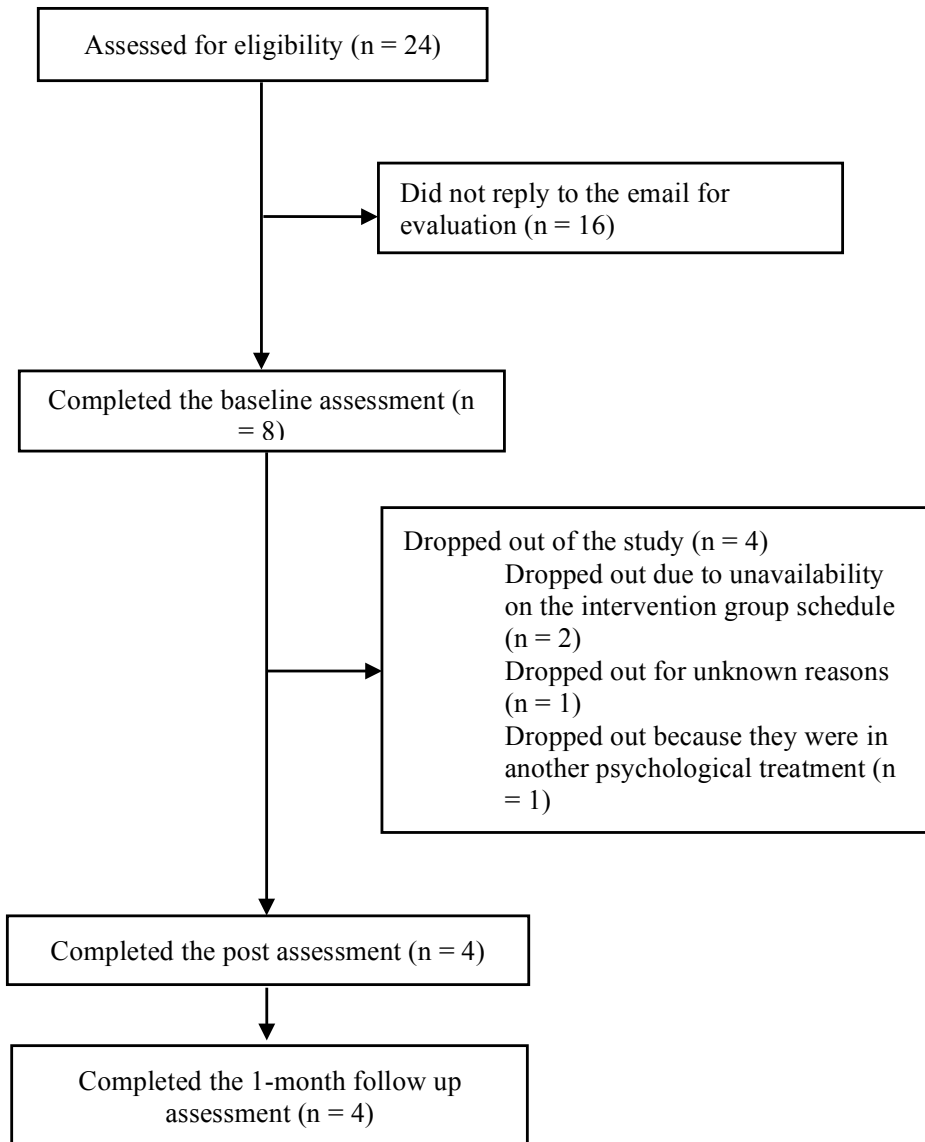 Assessed for eligibility (n = 24)
Did not reply to the email for
evaluation (n = 16)
Completed the baseline assessment (n
= 8)
Dropped out of the study (n = 4)
Dropped out due to unavailability
on the intervention group schedule
(n = 2)
Dropped out for unknown reasons
(n = 1)
Dropped out because they were in
another psychological treatment (n
= 1)
Completed the post assessment (n = 4)
Completed the 1-month follow up
assessment (n = 4)